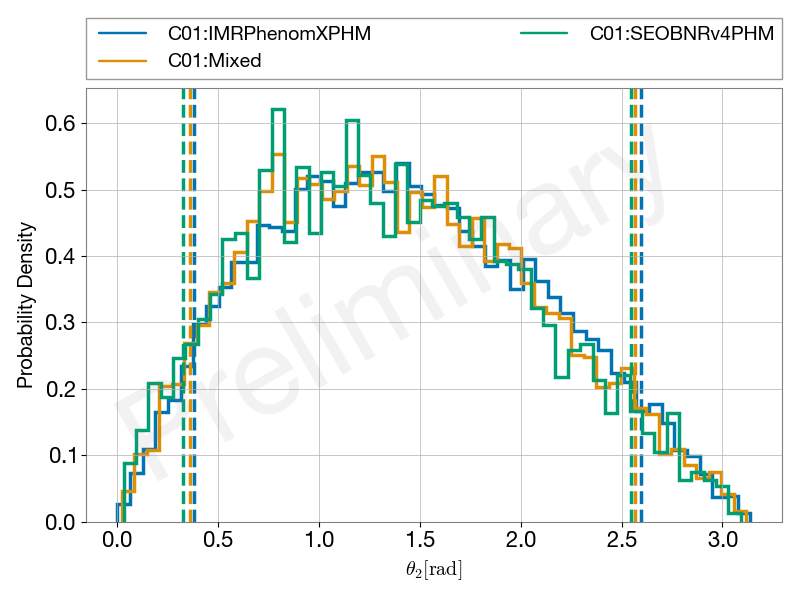 C01:IMRPhenomXPHM
C01:SEOBNRv4PHM
C01:Mixed
Preliminary
Probability Density
0.6
0.5
0.4
0.3
0.2
0.1
0.0
0.0 0.5 1.0 1.5 2.0 2.5 3.0
θ₂[rad]